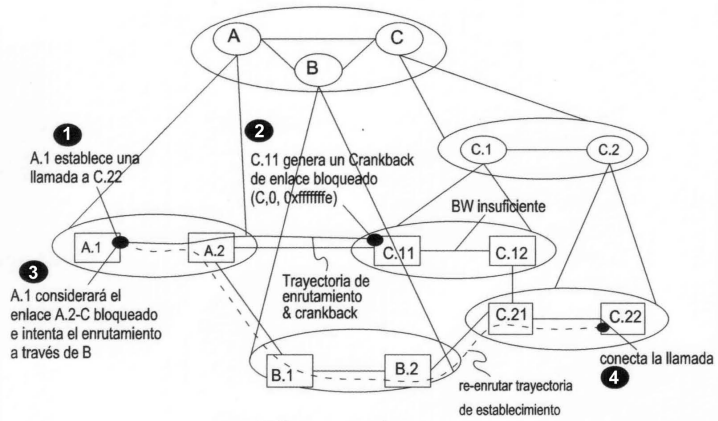 A
C
B
1
A.1 establece una
llamada a C.22
2
C.11 genera un Crankback
de enlace bloqueado
(C,0, 0xfffffffe)
C.1
C.2
BW insuficiente
A.1
A.2
C.11
C.12
3
A.1 considerará el
enlace A.2-C bloqueado
e intenta el enrutamiento
a través de B
Trayectoria de
enrutamiento
& crankback
C.21
C.22
B.1
B.2
conecta la llamada
4
re-enrutar trayectoria
de establecimiento